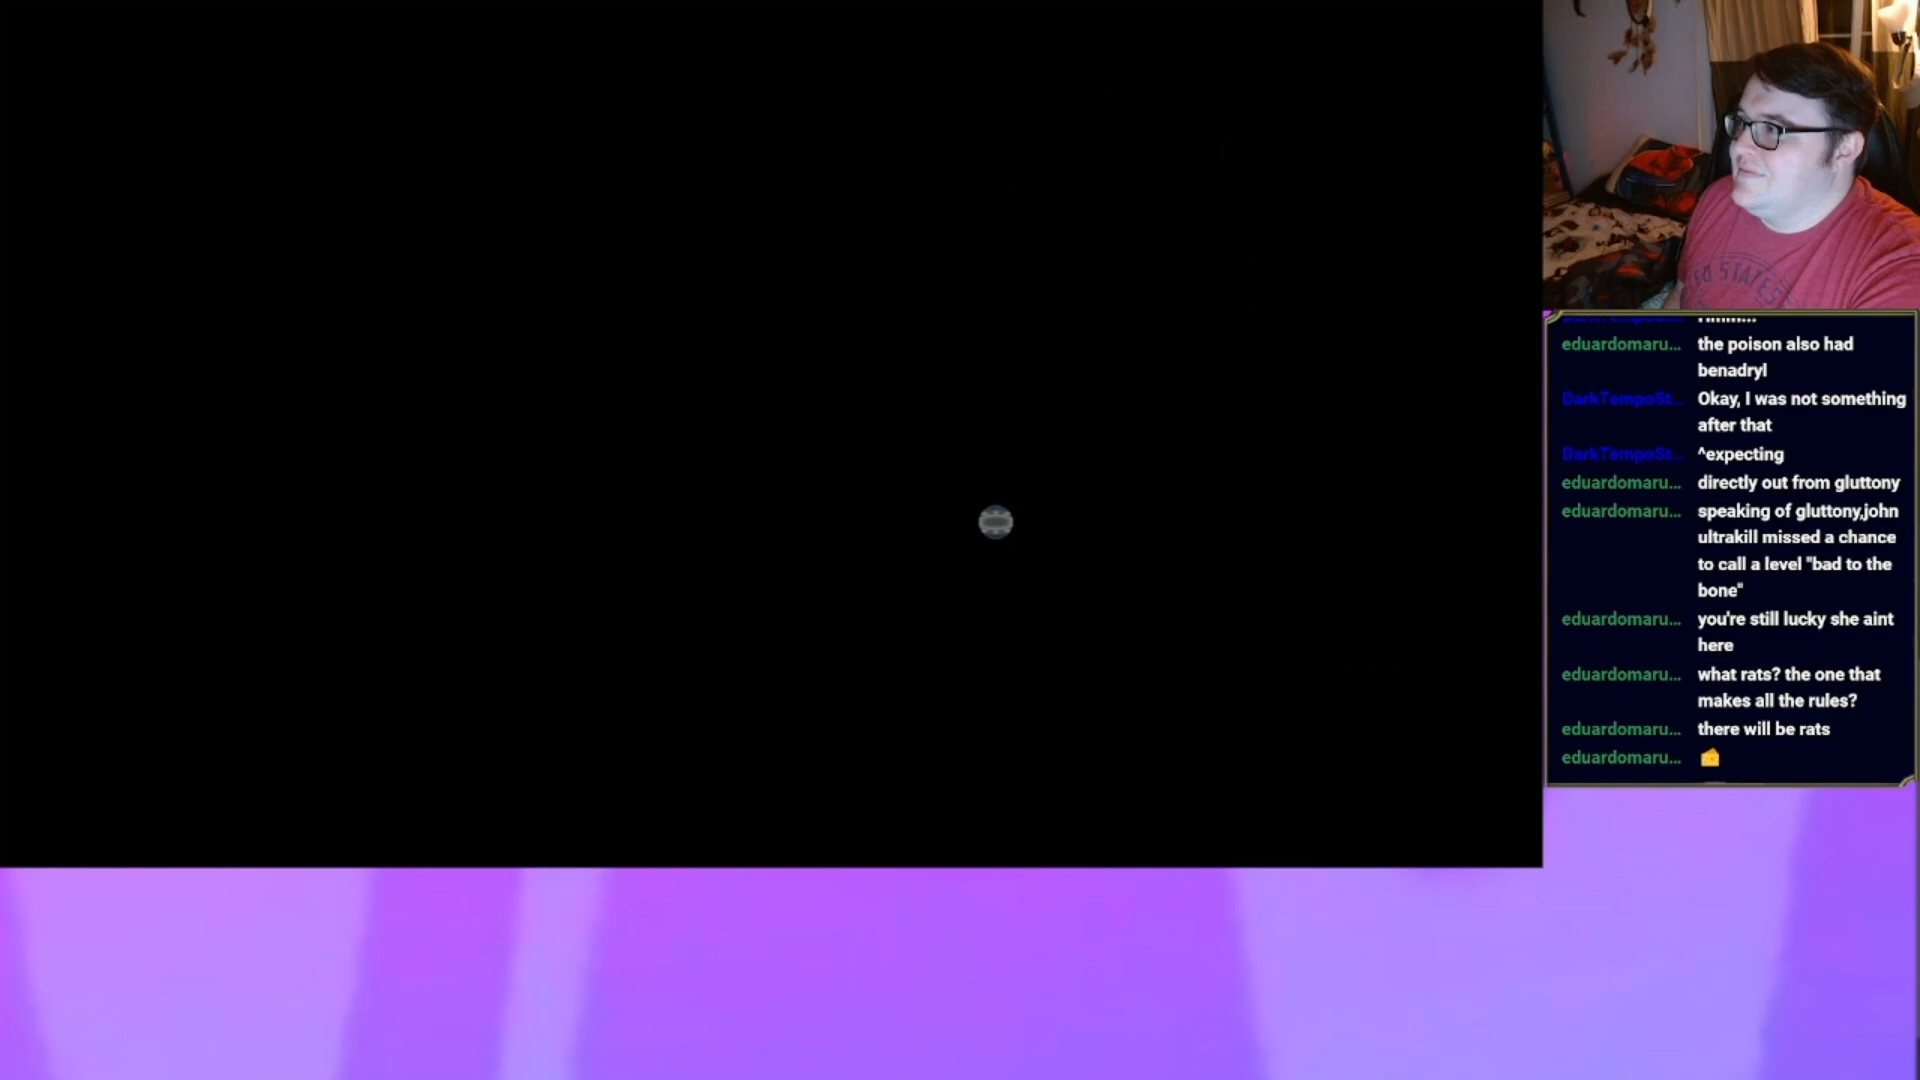 eduardomaru... the poison also had
benadryl
DarkTempoSt... Okay, I was not something
after that
DarkTempoSt... ^expecting
eduardomaru... directly out from gluttony
eduardomaru... speaking of gluttony,john
ultrakill missed a chance
to call a level "bad to the
bone"
eduardomaru... you're still lucky she aint
here
eduardomaru... what rats? the one that
makes all the rules?
eduardomaru... there will be rats
eduardomaru... 🧀
STATES